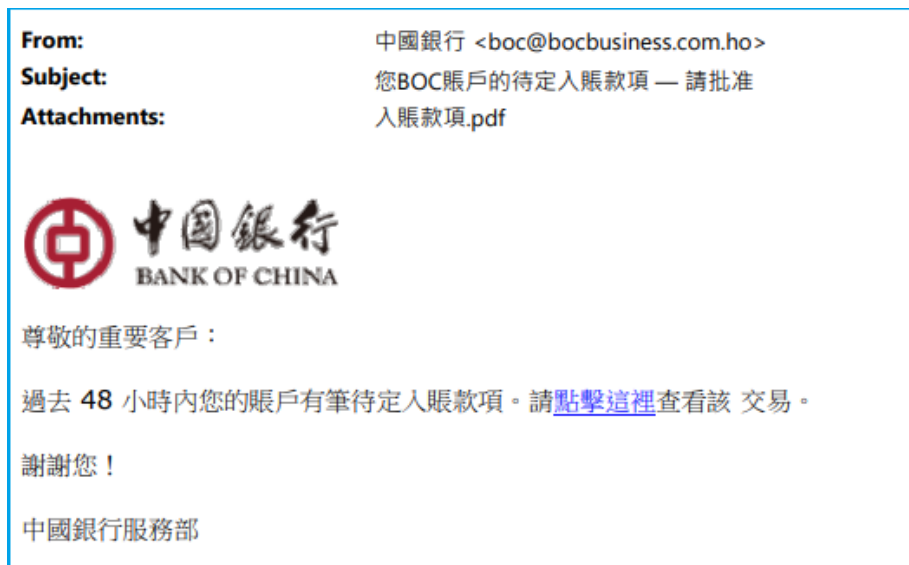 From: 中國銀行 <boc@bocbusiness.com.ho>
Subject: 您BOC賬戶的待定入賬款項 — 請批准
Attachments: 入賬款項.pdf
中國銀行
BANK OF CHINA
尊敬的重要客戶：
過去 48 小時內您的賬戶有筆待定入賬款項。請點擊這裡查看該 交易。
謝謝您！
中國銀行服務部